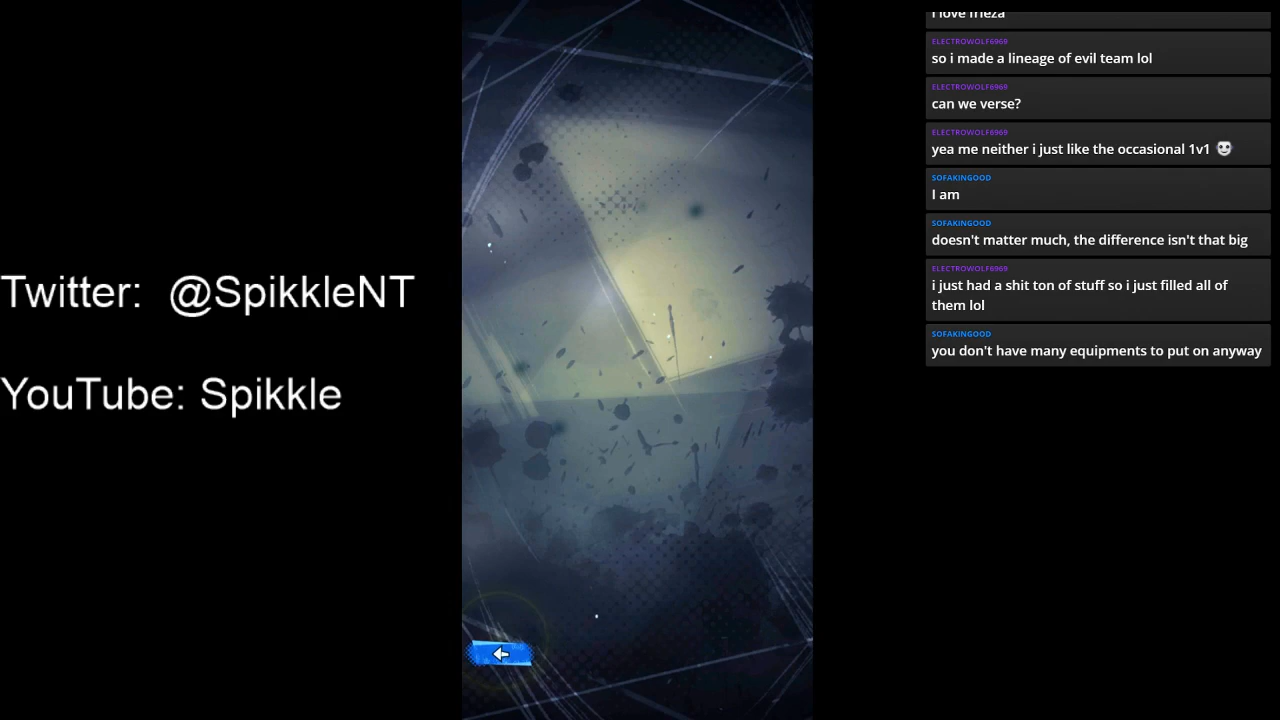 Twitter: @SpikkleNT
YouTube: Spikkle
i love frieza
ELECTROWOLF6969
so i made a lineage of evil team lol
ELECTROWOLF6969
can we verse?
ELECTROWOLF6969
yea me neither i just like the occasional 1v1
SOFAKINGOOD
I am
SOFAKINGOOD
doesn't matter much, the difference isn't that big
ELECTROWOLF6969
i just had a shit ton of stuff so i just filled all of
them lol
SOFAKINGOOD
you don't have many equipments to put on anyway